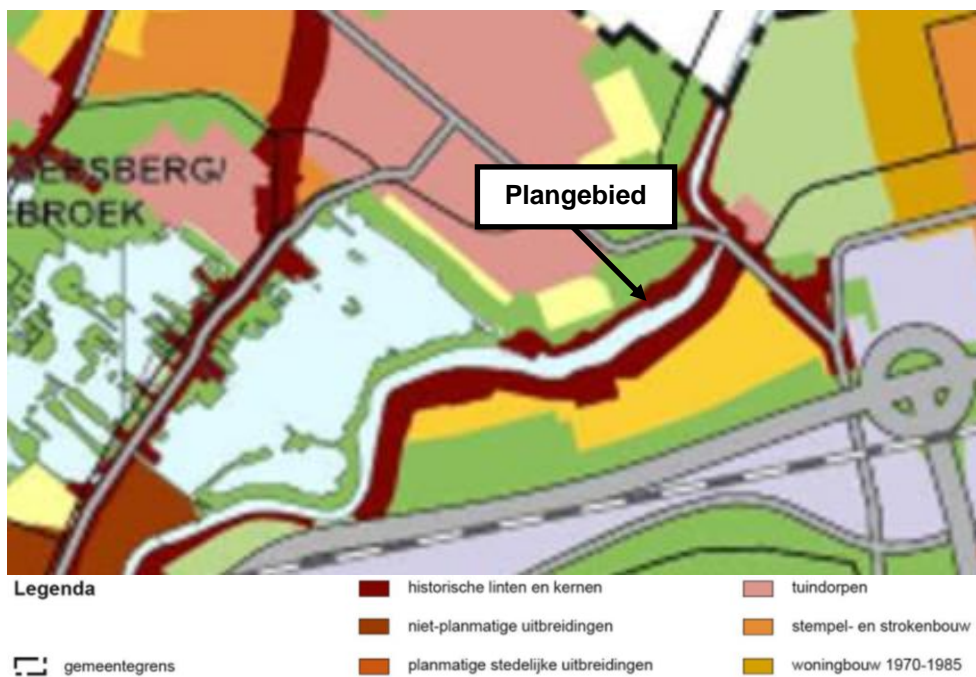 Plangebied
EBROEK
Legenda
gemeentegrens
historische linten en kernen
niet-planmatige uitbreidingen
planmatige stedelijke uitbreidingen
tuindorpen
stempel- en strokenbouw
woningbouw 1970-1985